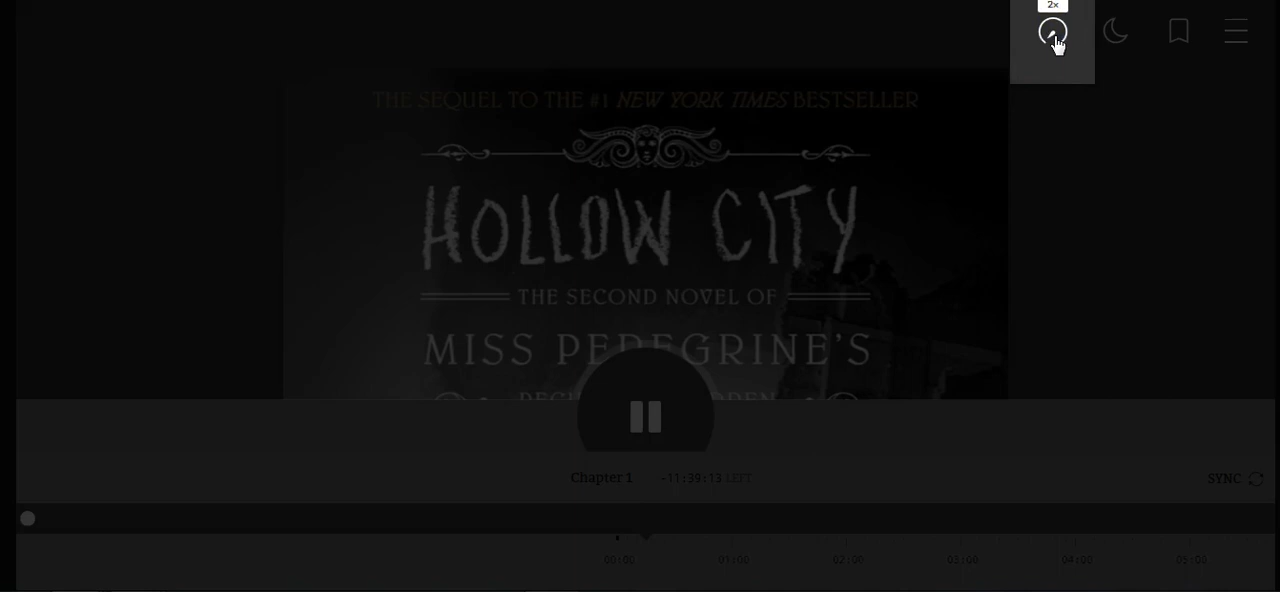 2x
THE SEQUEL TO THE #1 NEW YORK TIMES BESTSELLER
HOLLOW CITY
THE SECOND NOVEL OF
MISS PEREGRINE'S
Chapter 1 -11:39:13 LEFT
SYNC
00:00 01:00 02:00 03:00 04:00 05:00